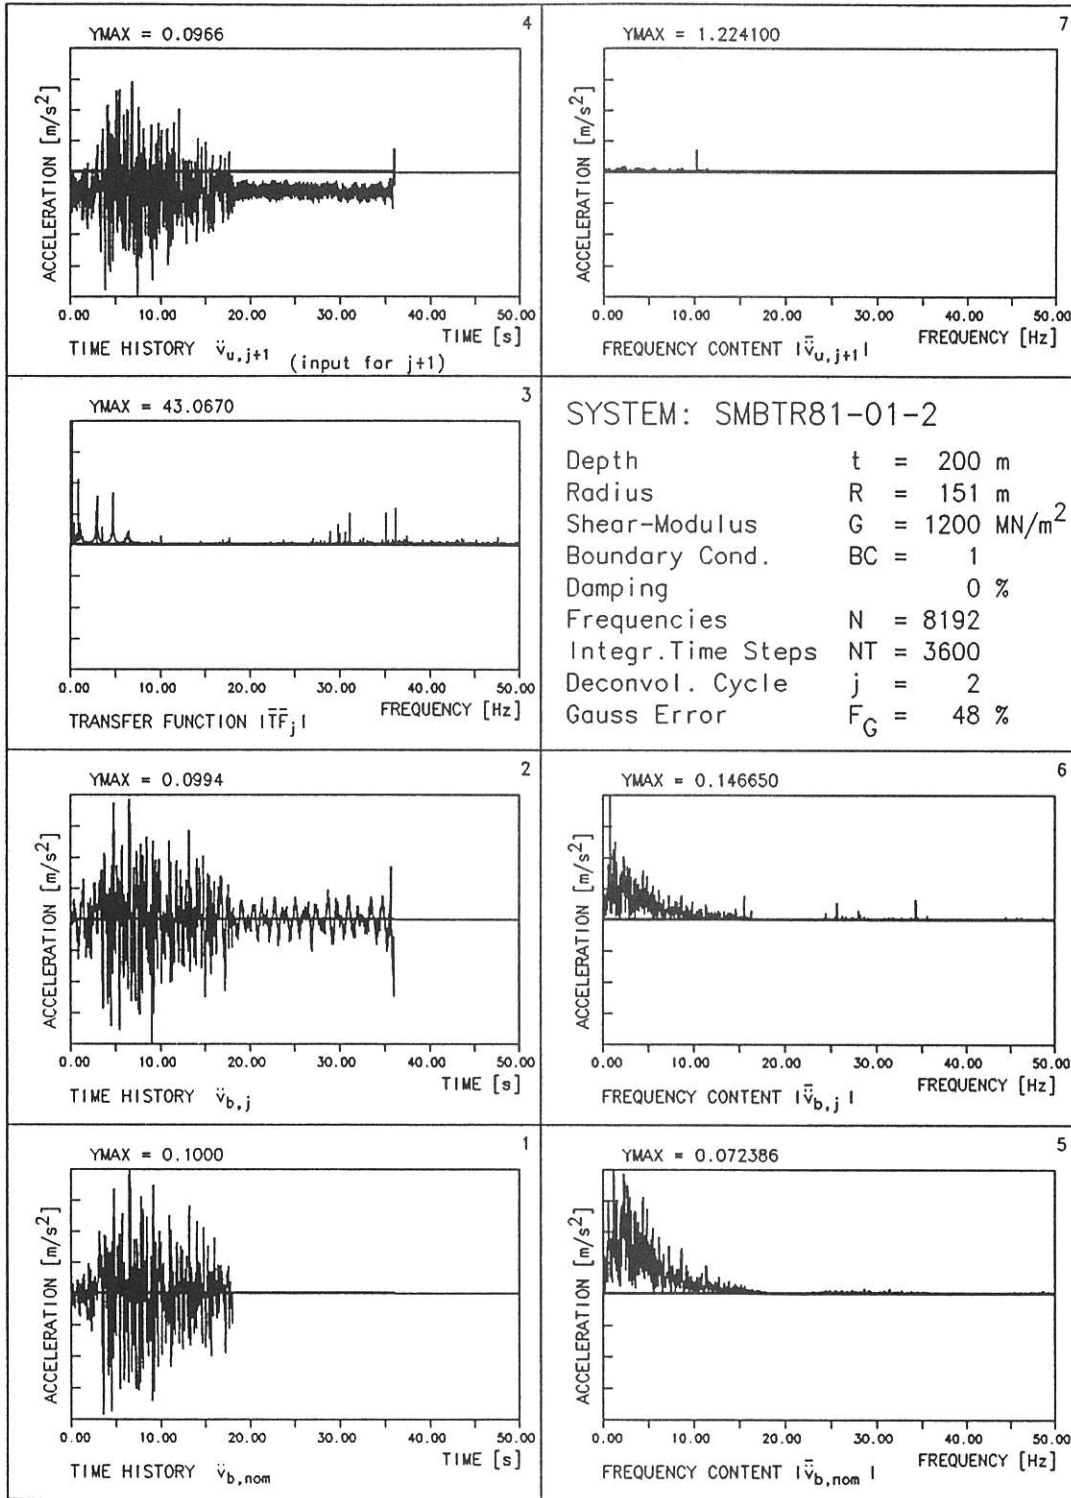 4
YMAX = 0.0966
ACCELERATION [m/s²]
0.00 10.00 20.00 30.00 40.00 50.00
TIME [s]
TIME HISTORY v̈u,j+1 (input for j+1)
7
YMAX = 1.224100
ACCELERATION [m/s²]
0.00 10.00 20.00 30.00 40.00 50.00
FREQUENCY [Hz]
FREQUENCY CONTENT |v̈̄u,j+1|
3
YMAX = 43.0670
0.00 10.00 20.00 30.00 40.00 50.00
FREQUENCY [Hz]
TRANSFER FUNCTION |T̄F̄j|
SYSTEM: SMBTR81-01-2
Depth t = 200 m
Radius R = 151 m
Shear-Modulus G = 1200 MN/m²
Boundary Cond. BC = 1
Damping 0 %
Frequencies N = 8192
Integr.Time Steps NT = 3600
Deconvol. Cycle j = 2
Gauss Error FG = 48 %
2
YMAX = 0.0994
ACCELERATION [m/s²]
0.00 10.00 20.00 30.00 40.00 50.00
TIME [s]
TIME HISTORY v̈b,j
6
YMAX = 0.146650
ACCELERATION [m/s²]
0.00 10.00 20.00 30.00 40.00 50.00
FREQUENCY [Hz]
FREQUENCY CONTENT |v̈̄b,j|
1
YMAX = 0.1000
ACCELERATION [m/s²]
0.00 10.00 20.00 30.00 40.00 50.00
TIME [s]
TIME HISTORY v̈b,nom
5
YMAX = 0.072386
ACCELERATION [m/s²]
0.00 10.00 20.00 30.00 40.00 50.00
FREQUENCY [Hz]
FREQUENCY CONTENT |v̈̄b,nom|